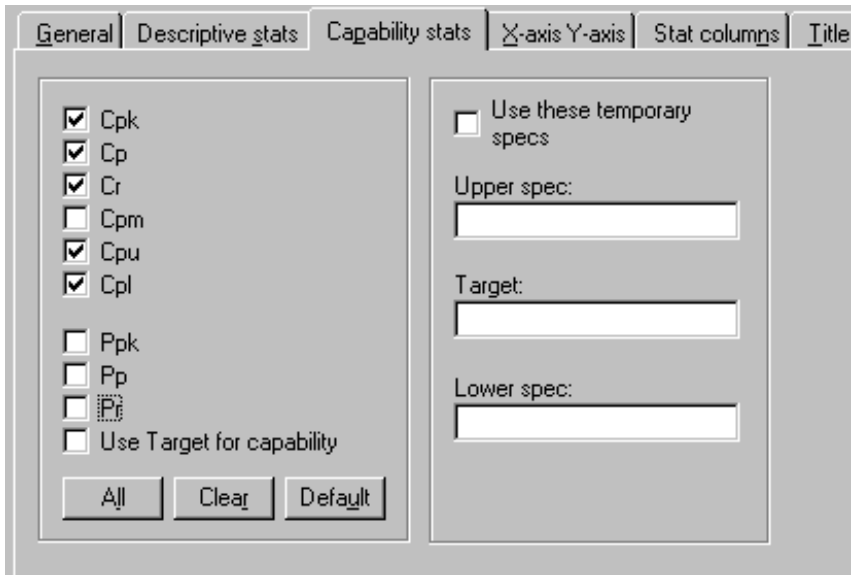 General Descriptive stats Capability stats X-axis Y-axis Stat columns Title
Cpk
Cp
Cr
Cpm
Cpu
Cpl
Ppk
Pp
Pr
Use Target for capability
All Clear Default
Use these temporary
specs
Upper spec:
Target:
Lower spec: